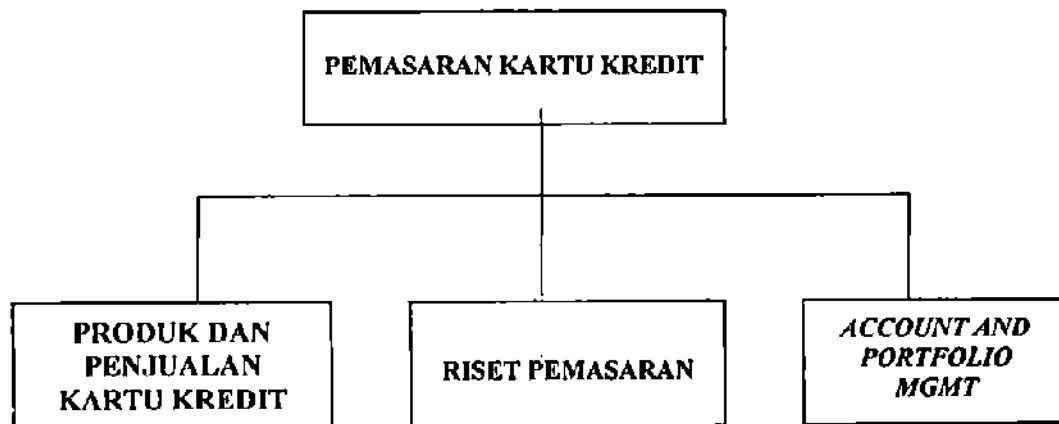 PEMASARAN KARTU KREDIT
PRODUK DAN
PENJUALAN
KARTU KREDIT
RISET PEMASARAN
ACCOUNT AND
PORTFOLIO
MGMT